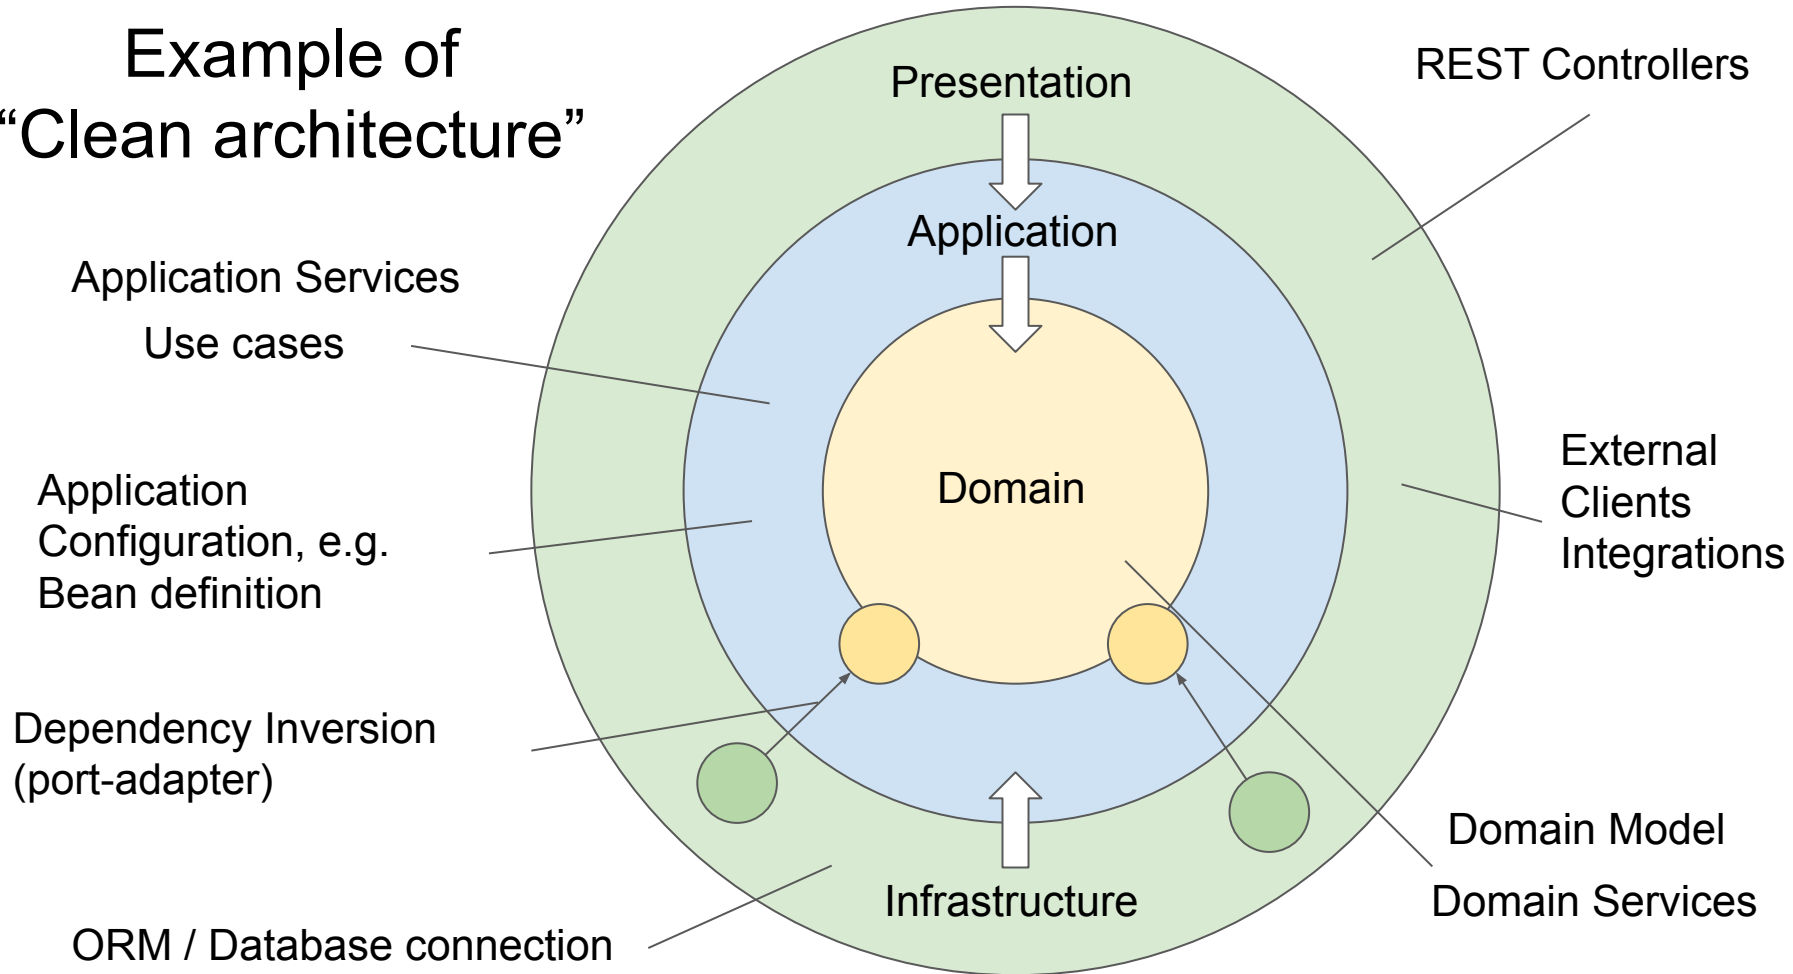 Example of
“Clean architecture”
Presentation
REST Controllers
Application
Application Services
Use cases
External
Clients
Integrations
Application
Configuration, e.g.
Bean definition
Domain
Dependency Inversion
(port-adapter)
Domain Model
Domain Services
Infrastructure
ORM / Database connection